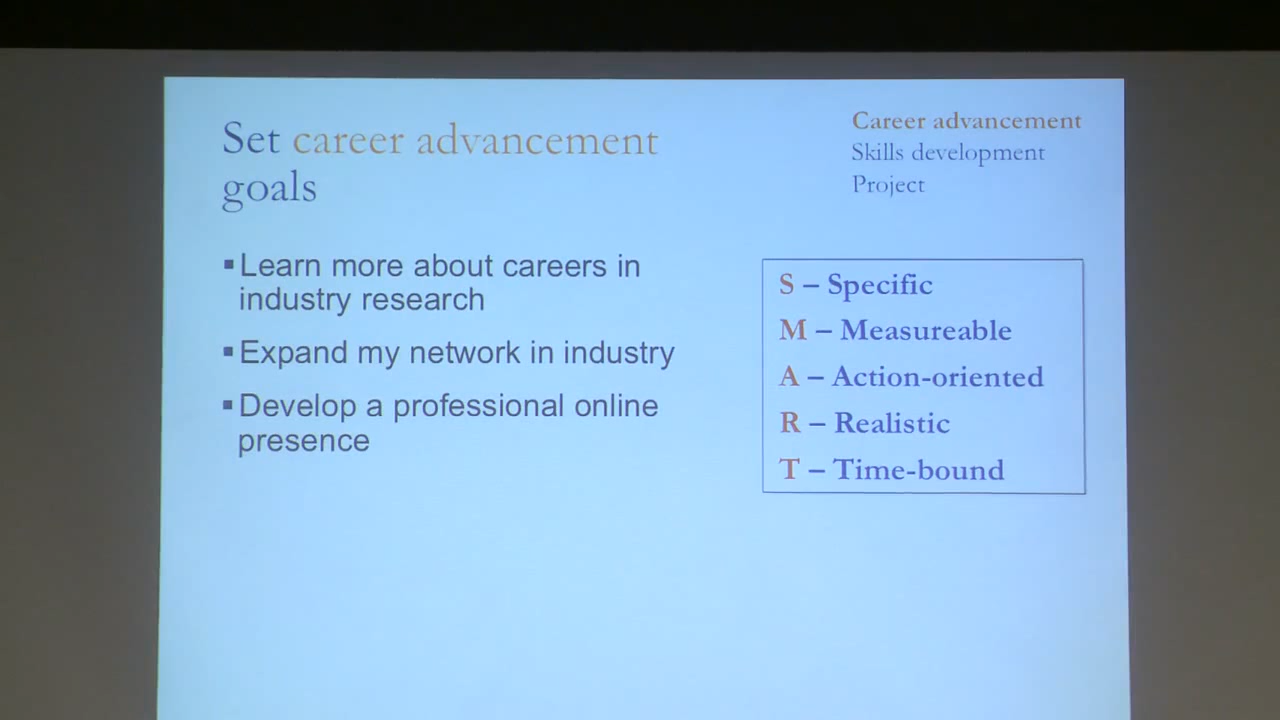 Set career advancement
goals
Career advancement
Skills development
Project
▪Learn more about careers in
industry research
▪Expand my network in industry
▪Develop a professional online
presence
S – Specific
M – Measureable
A – Action-oriented
R – Realistic
T – Time-bound